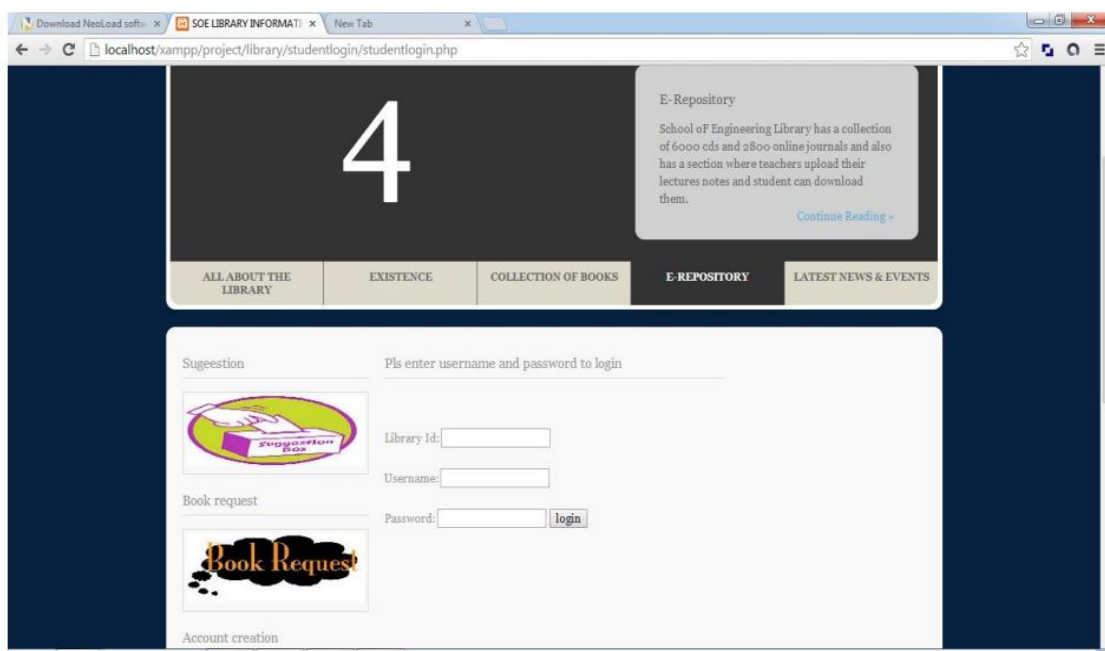 Download NeoLoad softw
SOE LIBRARY INFORMATI
New Tab
localhost/xampp/project/library/studentlogin/studentlogin.php
4
E-Repository
School oF Engineering Library has a collection
of 6000 cds and 2800 online journals and also
has a section where teachers upload their
lectures notes and student can download
them.
Continue Reading »
ALL ABOUT THE
LIBRARY
EXISTENCE
COLLECTION OF BOOKS
E-REPOSITORY
LATEST NEWS & EVENTS
Sugeestion
Pls enter username and password to login
Suggestion
Box
Library Id:
Username:
Book request
Password:
login
Book Request
Account creation